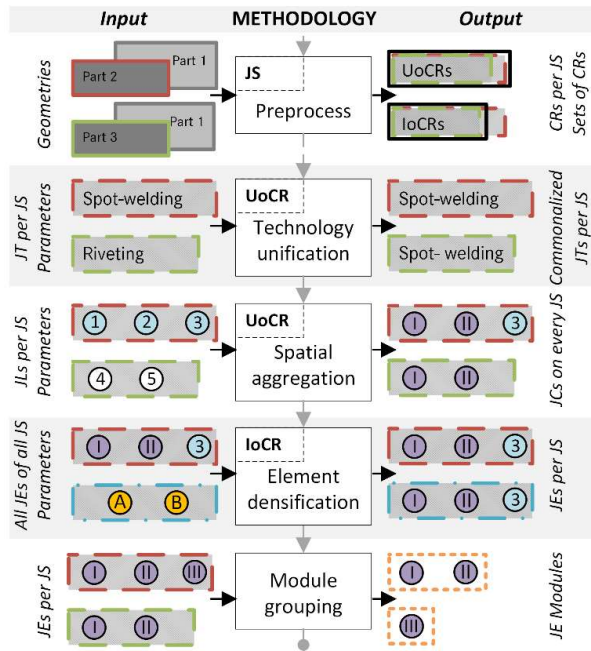 Input METHODOLOGY Output
Geometries
Part 1
Part 2
Part 1
Part 3
JS
Preprocess
UoCRs
IoCRs
CRs per JS
Sets of CRs
JT per JS
Parameters
Spot-welding
Riveting
UoCR
Technology
unification
Spot-welding
Spot- welding
Commonalized
JTs per JS
JLs per JS
Parameters
1 2 3
4 5
UoCR
Spatial
aggregation
I II 3
I II
JCs on every JS
All JEs of all JS
Parameters
I II 3
A B
IoCR
Element
densification
I II 3
I II 3
JEs per JS
JEs per JS
I II III
I II
Module
grouping
I II
III
JE Modules